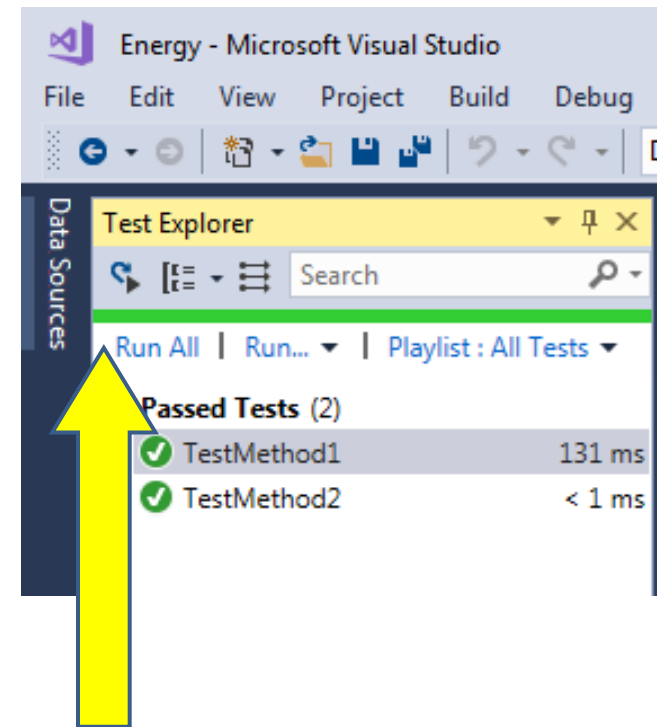 Energy - Microsoft Visual Studio
File Edit View Project Build Debug
Data Sources
Test Explorer
Search
Run All | Run... | Playlist : All Tests
Passed Tests (2)
TestMethod1 131 ms
TestMethod2 < 1 ms